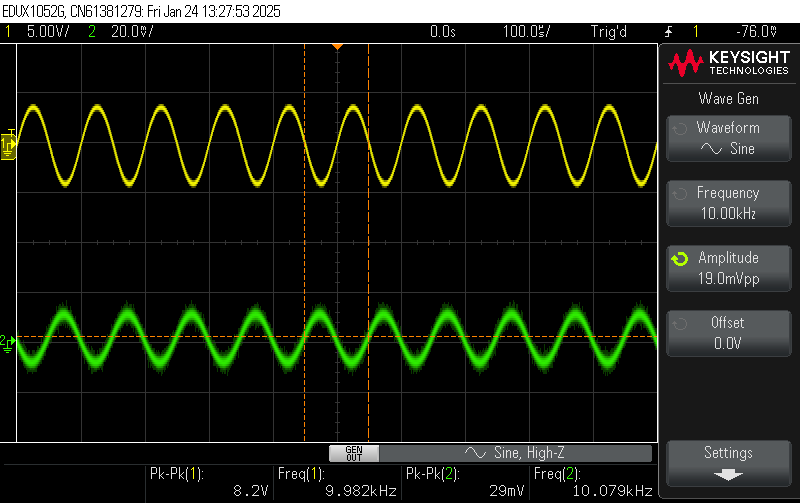 EDUX1052G, CN61381279: Fri Jan 24 13:27:53 2025
1 5.00V/ 2 20.0mV/ 0.0s 100.0us/ Trig'd 1 -76.0mV
KEYSIGHT
TECHNOLOGIES
Wave Gen
Waveform
Sine
Frequency
10.00kHz
Amplitude
19.0mVpp
Offset
0.0V
Settings
T
1
2
GEN
OUT
Sine, High-Z
Pk-Pk(1): Freq(1): Pk-Pk(2): Freq(2):
8.2V 9.982kHz 29mV 10.079kHz